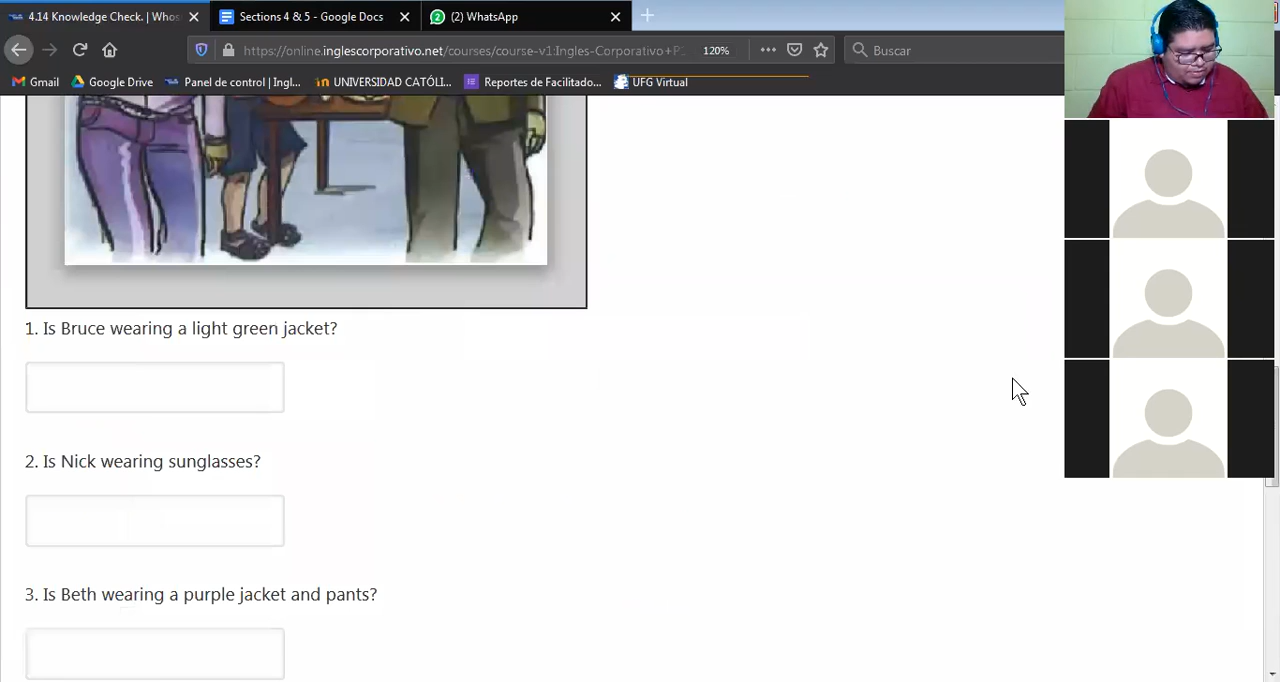 4.14 Knowledge Check. | Whos
Sections 4 & 5 - Google Docs
(2) WhatsApp
https://online.inglescorporativo.net/courses/course-v1:Ingles-Corporativo+P
120%
Buscar
Gmail
Google Drive
Panel de control | Ingl...
UNIVERSIDAD CATÓLI...
Reportes de Facilitado...
UFG Virtual
1. Is Bruce wearing a light green jacket?
2. Is Nick wearing sunglasses?
3. Is Beth wearing a purple jacket and pants?